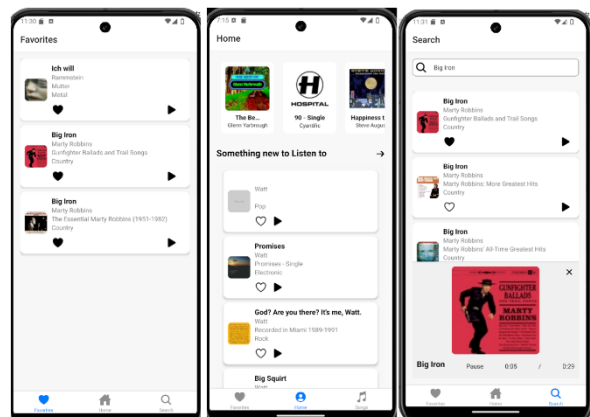 11:30
Favorites
Ich will
Rammstein
Mutter
Metal
Big Iron
Marty Robbins
Gunfighter Ballads and Trail Songs
Country
Big Iron
Marty Robbins
The Essential Marty Robbins (1951-1982)
Country
Favorites
Home
Search
7:15
Home
HOSPITAL
The Be...
Glenn Yarbrough
90 - Single
Cyantific
Happiness t
Steve Augus
Something new to Listen to
Watt
Pop
Promises
Watt
Promises - Single
Electronic
God? Are you there? It's me, Watt.
Watt
Recorded in Miami 1989-1991
Rock
Big Squirt
Watt
Favorites
Home
Songs
11:31
Search
Big Iron
Big Iron
Marty Robbins
Gunfighter Ballads and Trail Songs
Country
Big Iron
Marty Robbins
Marty Robbins: More Greatest Hits
Country
Big Iron
Marty Robbins
Marty Robbins' All-Time Greatest Hits
Country
GUNFIGHTER
BALLADS
MARTY
ROBBINS
Big Iron
Pause
0:05
/
0:29
Favorites
Home
Search